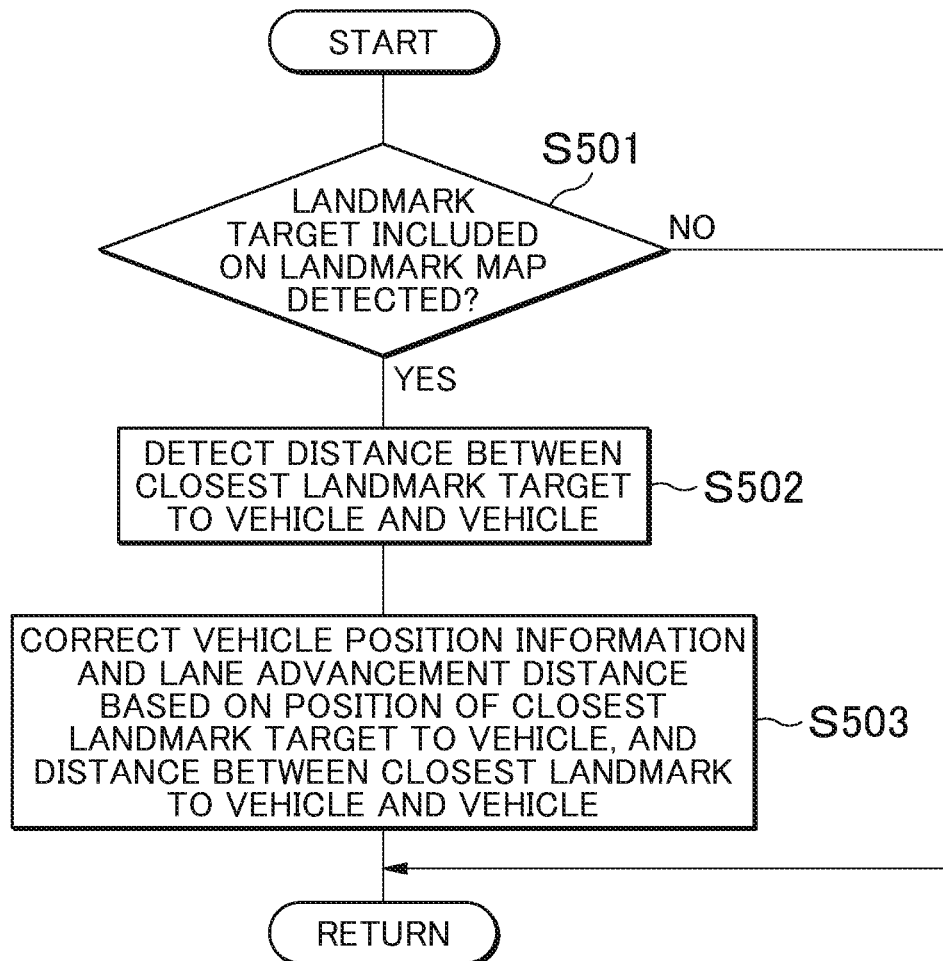 START
S501
LANDMARK
TARGET INCLUDED
ON LANDMARK MAP
DETECTED?
NO
YES
DETECT DISTANCE BETWEEN
CLOSEST LANDMARK TARGET
TO VEHICLE AND VEHICLE
S502
CORRECT VEHICLE POSITION INFORMATION
AND LANE ADVANCEMENT DISTANCE
BASED ON POSITION OF CLOSEST
LANDMARK TARGET TO VEHICLE, AND
DISTANCE BETWEEN CLOSEST LANDMARK
TO VEHICLE AND VEHICLE
S503
RETURN